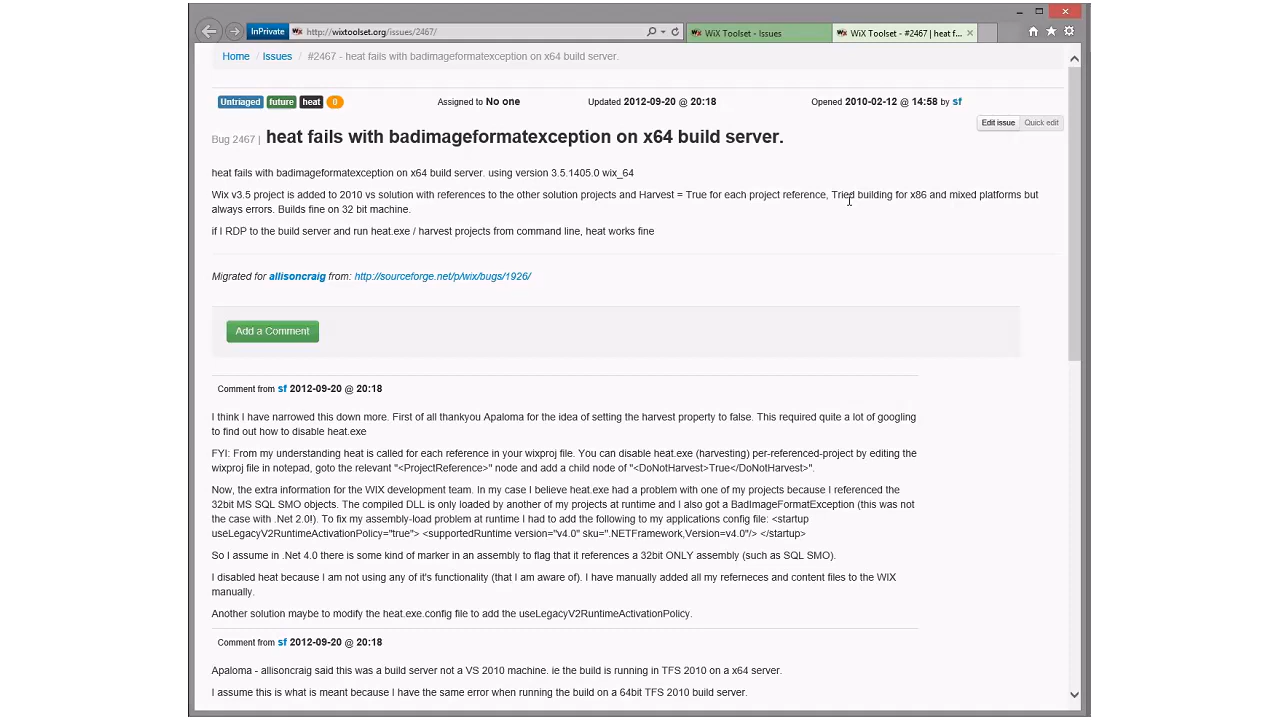 InPrivate http://wixtoolset.org/issues/2467/ WiX Toolset - Issues WiX Toolset - #2467 | heat f...
Home / Issues / #2467 - heat fails with badimageformatexception on x64 build server.
Untriaged future heat 0 Assigned to No one Updated 2012-09-20 @ 20:18 Opened 2010-02-12 @ 14:58 by sf
Edit issue Quick edit
Bug 2467 | heat fails with badimageformatexception on x64 build server.
heat fails with badimageformatexception on x64 build server. using version 3.5.1405.0 wix_64
Wix v3.5 project is added to 2010 vs solution with references to the other solution projects and Harvest = True for each project reference, Tried building for x86 and mixed platforms but
always errors. Builds fine on 32 bit machine.
if I RDP to the build server and run heat.exe / harvest projects from command line, heat works fine
Migrated for allisoncraig from: http://sourceforge.net/p/wix/bugs/1926/
Add a Comment
Comment from sf 2012-09-20 @ 20:18
I think I have narrowed this down more. First of all thankyou Apaloma for the idea of setting the harvest property to false. This required quite a lot of googling
to find out how to disable heat.exe
FYI: From my understanding heat is called for each reference in your wixproj file. You can disable heat.exe (harvesting) per-referenced-project by editing the
wixproj file in notepad, goto the relevant "<ProjectReference>" node and add a child node of "<DoNotHarvest>True</DoNotHarvest>".
Now, the extra information for the WIX development team. In my case I believe heat.exe had a problem with one of my projects because I referenced the
32bit MS SQL SMO objects. The compiled DLL is only loaded by another of my projects at runtime and I also got a BadImageFormatException (this was not
the case with .Net 2.0!). To fix my assembly-load problem at runtime I had to add the following to my applications config file: <startup
useLegacyV2RuntimeActivationPolicy="true"> <supportedRuntime version="v4.0" sku=".NETFramework,Version=v4.0"/> </startup>
So I assume in .Net 4.0 there is some kind of marker in an assembly to flag that it references a 32bit ONLY assembly (such as SQL SMO).
I disabled heat because I am not using any of it's functionality (that I am aware of). I have manually added all my referneces and content files to the WIX
manually.
Another solution maybe to modify the heat.exe.config file to add the useLegacyV2RuntimeActivationPolicy.
Comment from sf 2012-09-20 @ 20:18
Apaloma - allisoncraig said this was a build server not a VS 2010 machine. ie the build is running in TFS 2010 on a x64 server.
I assume this is what is meant because I have the same error when running the build on a 64bit TFS 2010 build server.